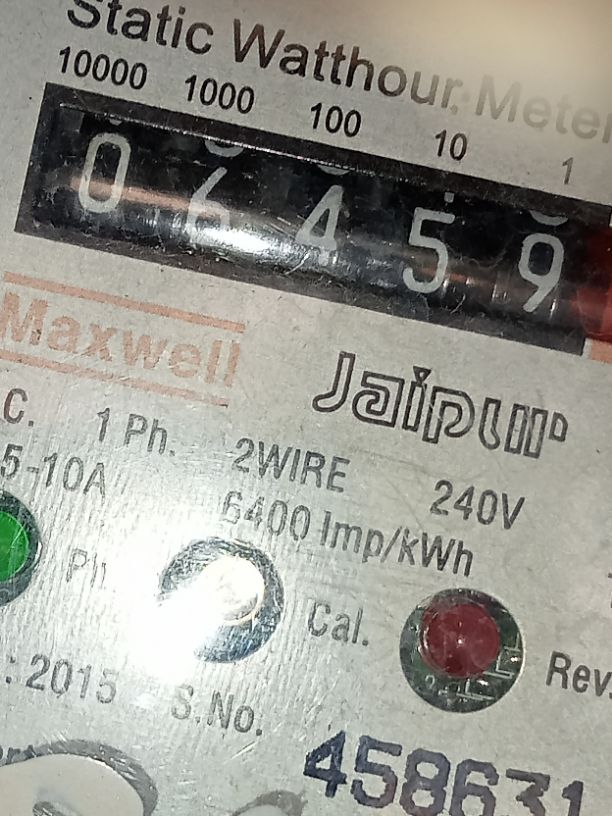 Static Watthour Meter
10000 1000 100 10 1
0 6 4 5 9
Maxwell
Jaipur
C. 1 Ph. 2WIRE 240V
5-10A 6400 Imp/kWh
Ph Cal. Rev
: 2015 S.No.
458631